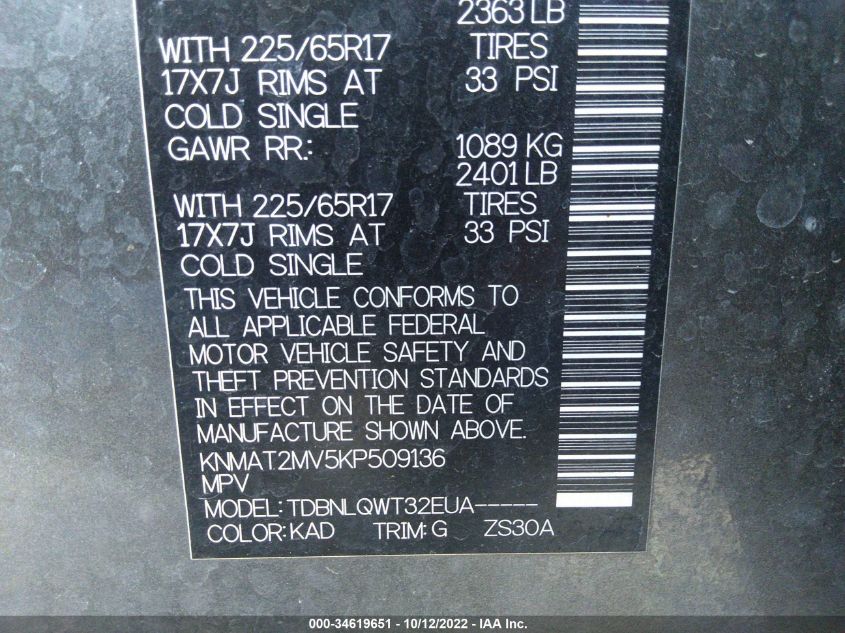 2363 LB
WITH 225/65R17 TIRES
17X7J RIMS AT 33 PSI
COLD SINGLE
GAWR RR.: 1089 KG
2401 LB
WITH 225/65R17 TIRES
17X7J RIMS AT 33 PSI
COLD SINGLE
THIS VEHICLE CONFORMS TO
ALL APPLICABLE FEDERAL
MOTOR VEHICLE SAFETY AND
THEFT PREVENTION STANDARDS
IN EFFECT ON THE DATE OF
MANUFACTURE SHOWN ABOVE.
KNMAT2MV5KP509136
MPV
MODEL:TDBNLQWT32EUA-----
COLOR:KAD TRIM:G ZS30A
000-34619651 - 10/12/2022 - IAA Inc.